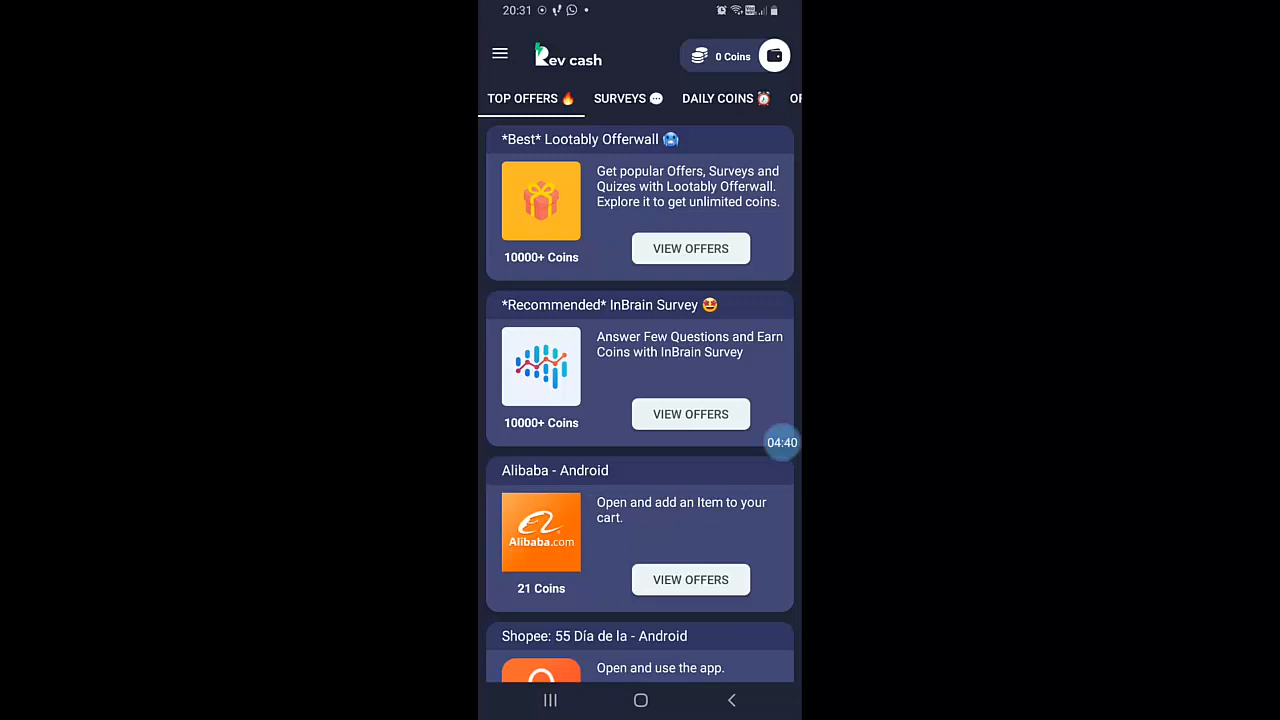 20:31
Rev cash
0 Coins
TOP OFFERS 🔥 SURVEYS 💬 DAILY COINS ⏰
*Best* Lootably Offerwall 🥶
Get popular Offers, Surveys and
Quizes with Lootably Offerwall.
Explore it to get unlimited coins.
10000+ Coins
VIEW OFFERS
*Recommended* InBrain Survey 🤩
Answer Few Questions and Earn
Coins with InBrain Survey
10000+ Coins
VIEW OFFERS
04:40
Alibaba - Android
Open and add an Item to your
cart.
Alibaba.com
21 Coins
VIEW OFFERS
Shopee: 55 Día de la - Android
Open and use the app.